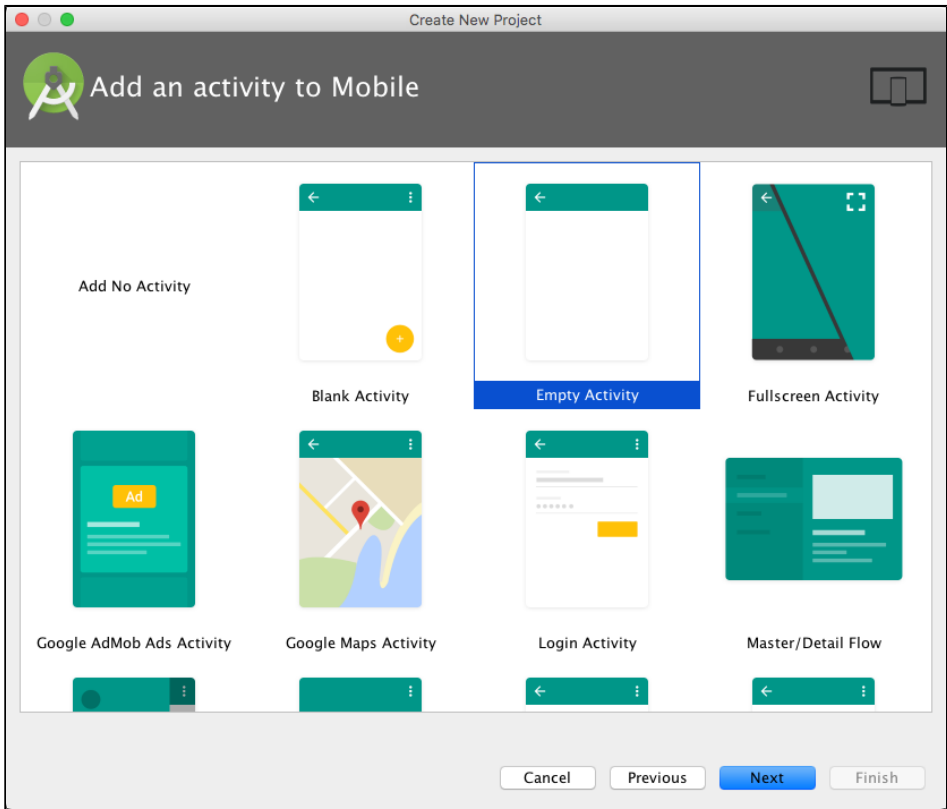 Create New Project
Add an activity to Mobile
Add No Activity
Blank Activity
Empty Activity
Fullscreen Activity
Ad
Google AdMob Ads Activity
Google Maps Activity
Login Activity
Master/Detail Flow
Cancel
Previous
Next
Finish